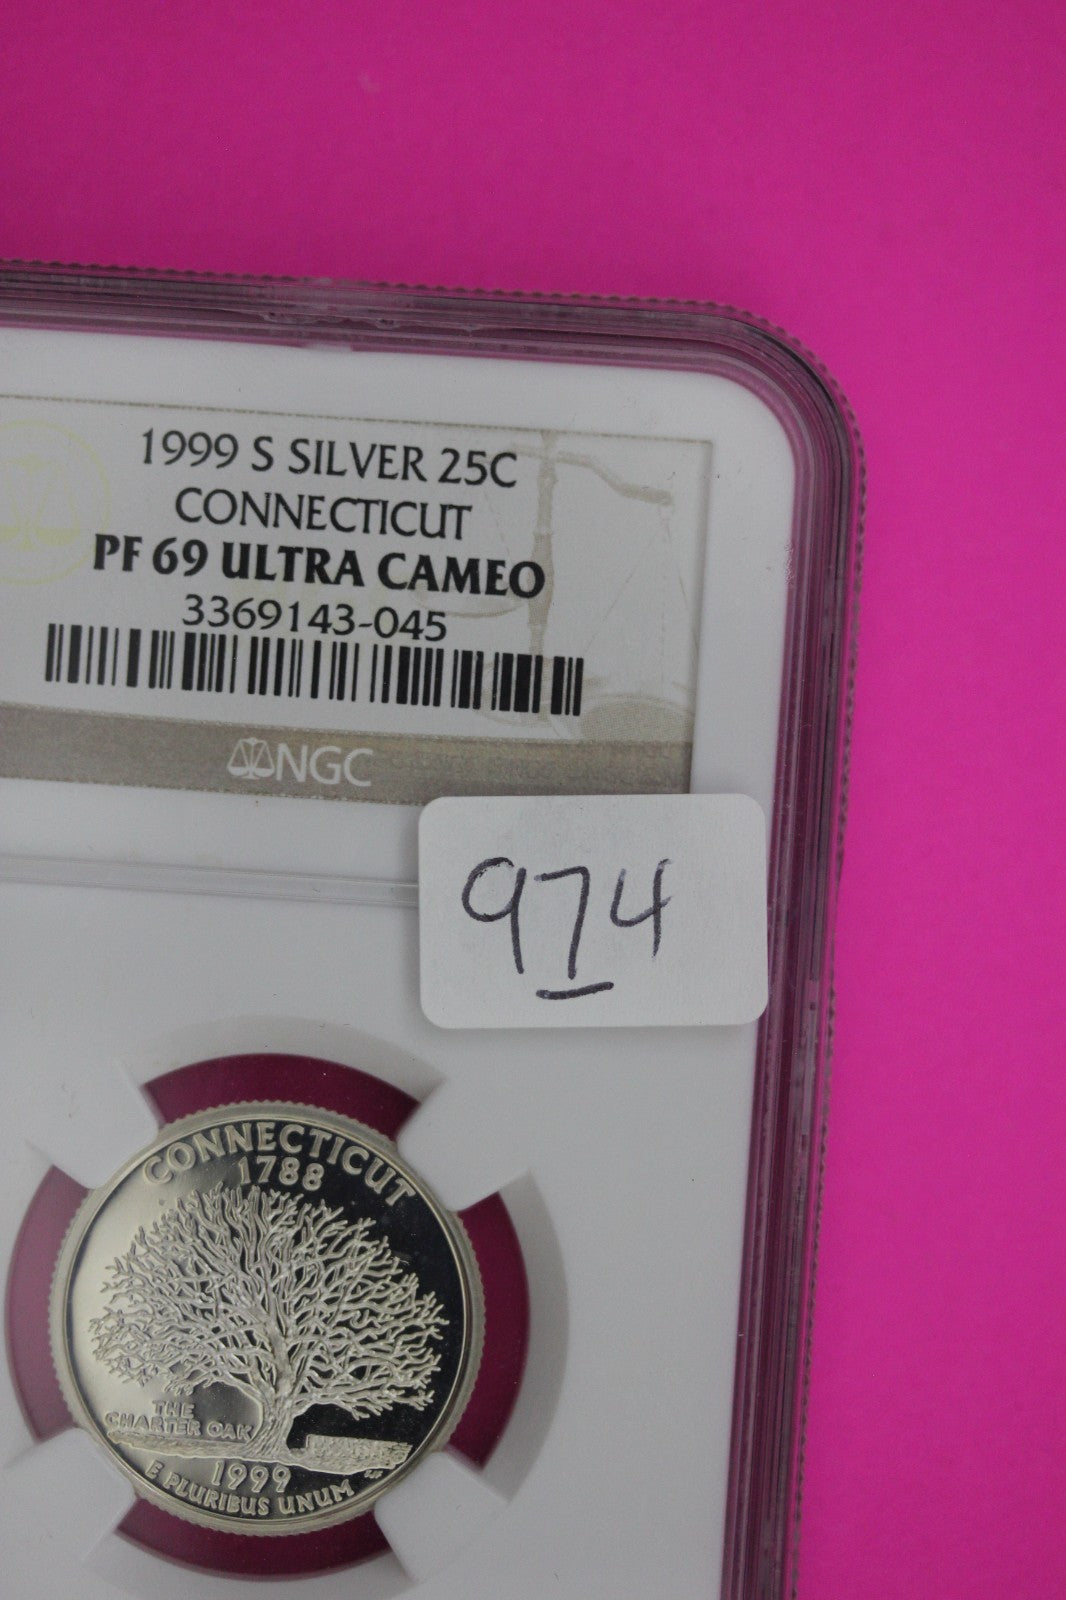 1999 S SILVER 25C
CONNECTICUT
PF 69 ULTRA CAMEO
3369143-045
NGC
974
CONNECTICUT
1788
THE
CHARTER OAK
1999
E PLURIBUS UNUM